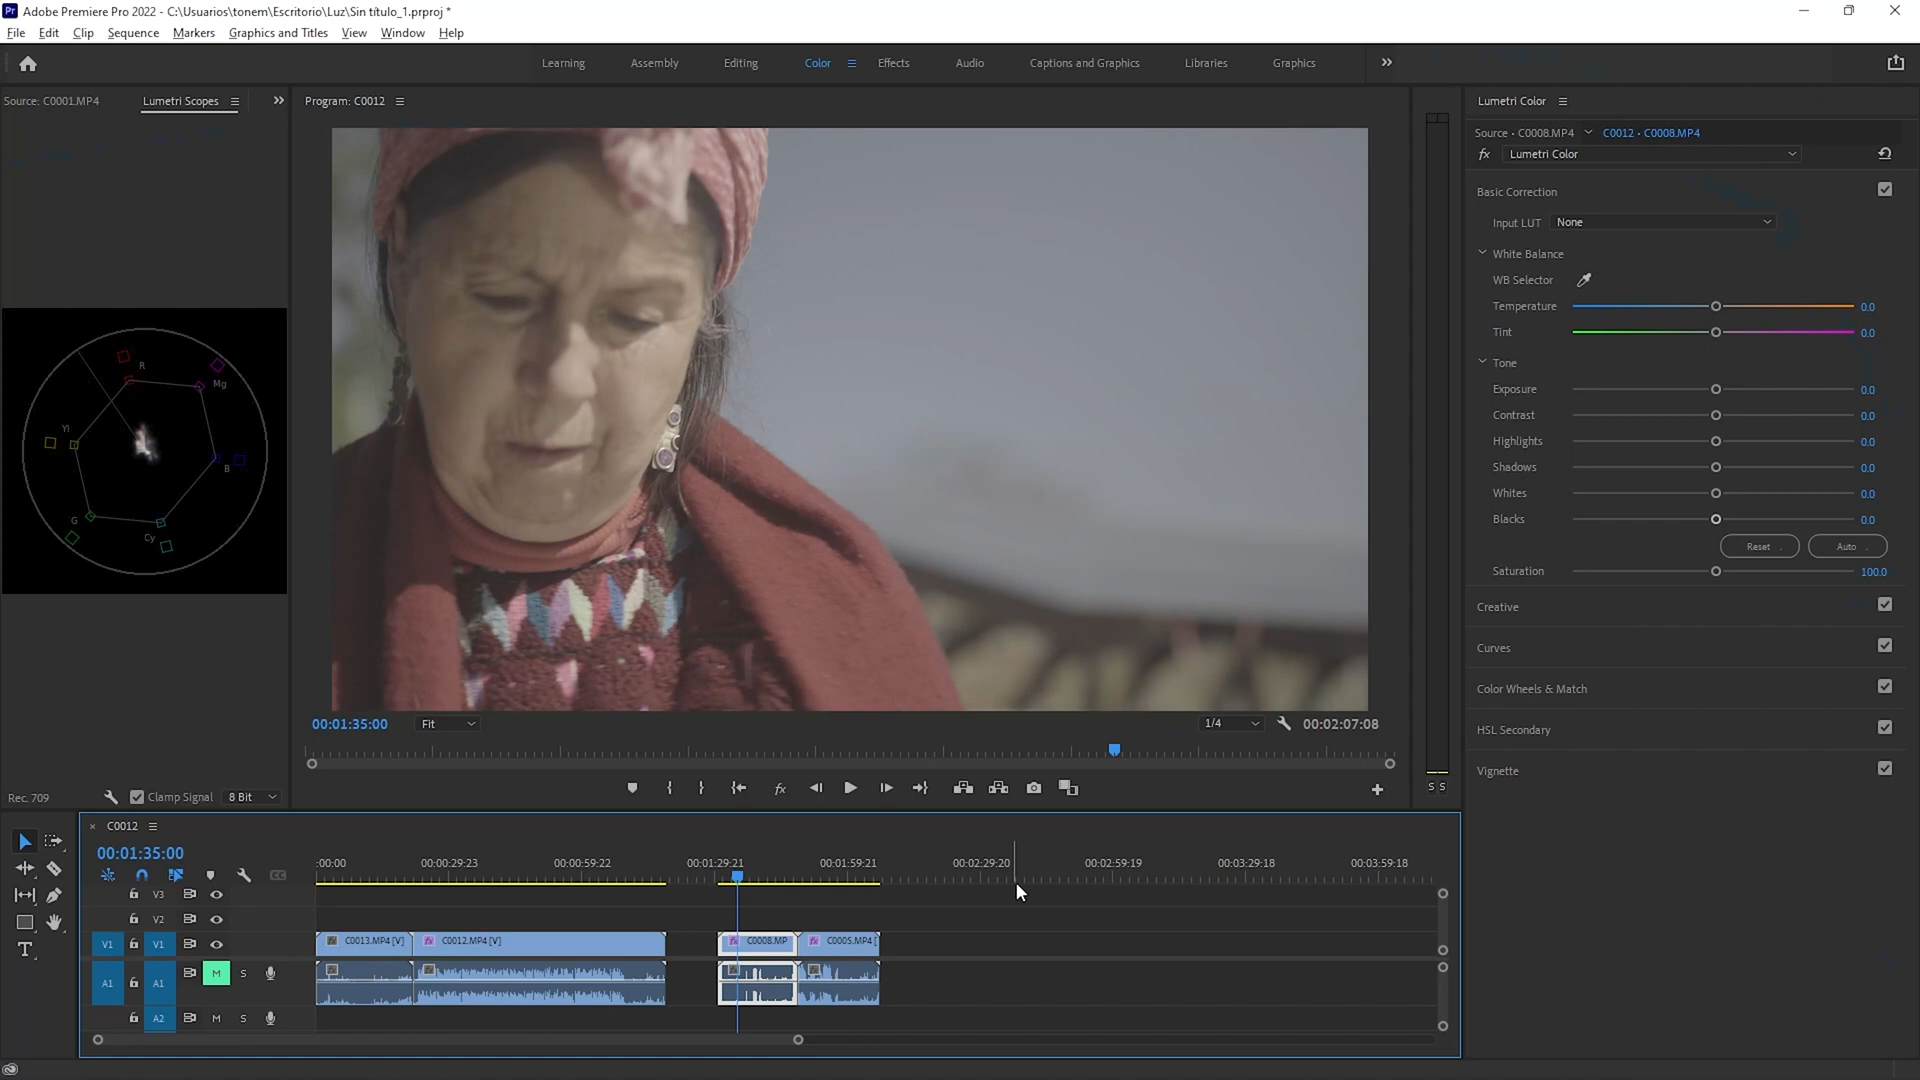 Adobe Premiere Pro 2022 - C:\Usuarios\tonem\Escritorio\Luz\Sin título_1.prproj *
File Edit Clip Sequence Markers Graphics and Titles View Window Help
Learning Assembly Editing Color Effects Audio Captions and Graphics Libraries Graphics
Source: C0001.MP4 Lumetri Scopes Program: C0012 Lumetri Color
Source • C0008.MP4 C0012 • C0008.MP4
fx Lumetri Color
Basic Correction
Input LUT None
White Balance
WB Selector
Temperature 0.0
Tint 0.0
Tone
Exposure 0.0
Contrast 0.0
Highlights 0.0
Shadows 0.0
Whites 0.0
Blacks 0.0
Reset Auto
Saturation 100.0
Creative
Curves
Color Wheels & Match
HSL Secondary
Vignette
R
Mg
Yl
B
G
Cy
00:01:35:00 Fit 1/4 00:02:07:08
Rec. 709 Clamp Signal 8 Bit
fx
S S
C0012
00:01:35:00
:00:00 00:00:29:23 00:00:59:22 00:01:29:21 00:01:59:21 00:02:29:20 00:02:59:19 00:03:29:18 00:03:59:18
V3
V2
V1 V1 fx C0013.MP4 [V] fx C0012.MP4 [V] fx C0008.MP fx C0005.MP4 [
A1 A1 M S
A2 M S